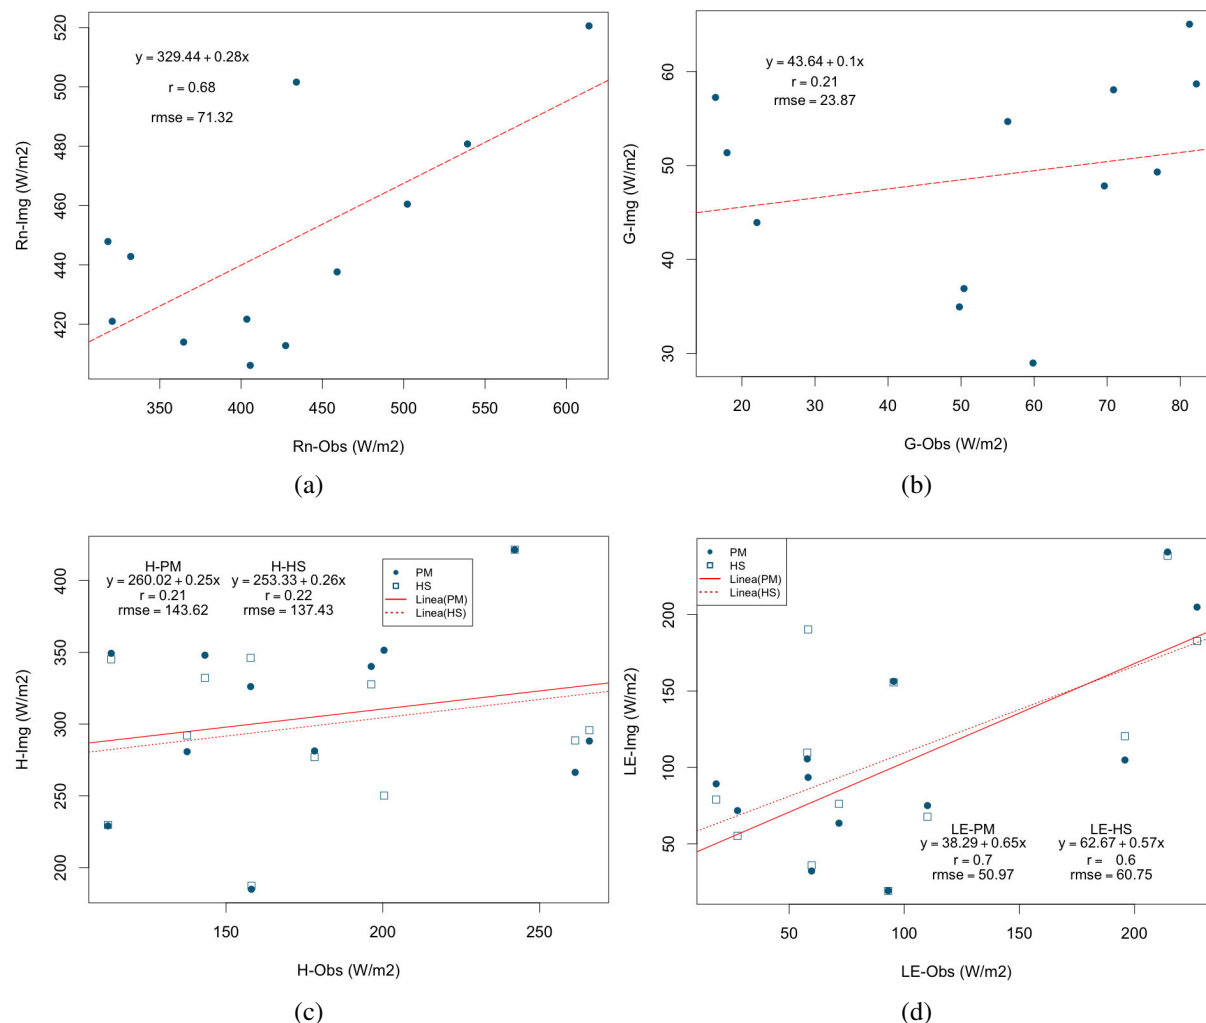 y = 329.44 + 0.28x
r = 0.68
rmse = 71.32
520
500
480
460
440
420
Rn-Img (W/m2)
350 400 450 500 550 600
Rn-Obs (W/m2)
(a)
y = 43.64 + 0.1x
r = 0.21
rmse = 23.87
60
50
40
30
G-Img (W/m2)
20 30 40 50 60 70 80
G-Obs (W/m2)
(b)
H-PM
y = 260.02 + 0.25x
r = 0.21
rmse = 143.62
H-HS
y = 253.33 + 0.26x
r = 0.22
rmse = 137.43
PM
HS
Linea(PM)
Linea(HS)
400
350
300
250
200
H-Img (W/m2)
150 200 250
H-Obs (W/m2)
(c)
PM
HS
Linea(PM)
Linea(HS)
200
150
100
50
LE-Img (W/m2)
LE-PM
y = 38.29 + 0.65x
r = 0.7
rmse = 50.97
LE-HS
y = 62.67 + 0.57x
r = 0.6
rmse = 60.75
50 100 150 200
LE-Obs (W/m2)
(d)